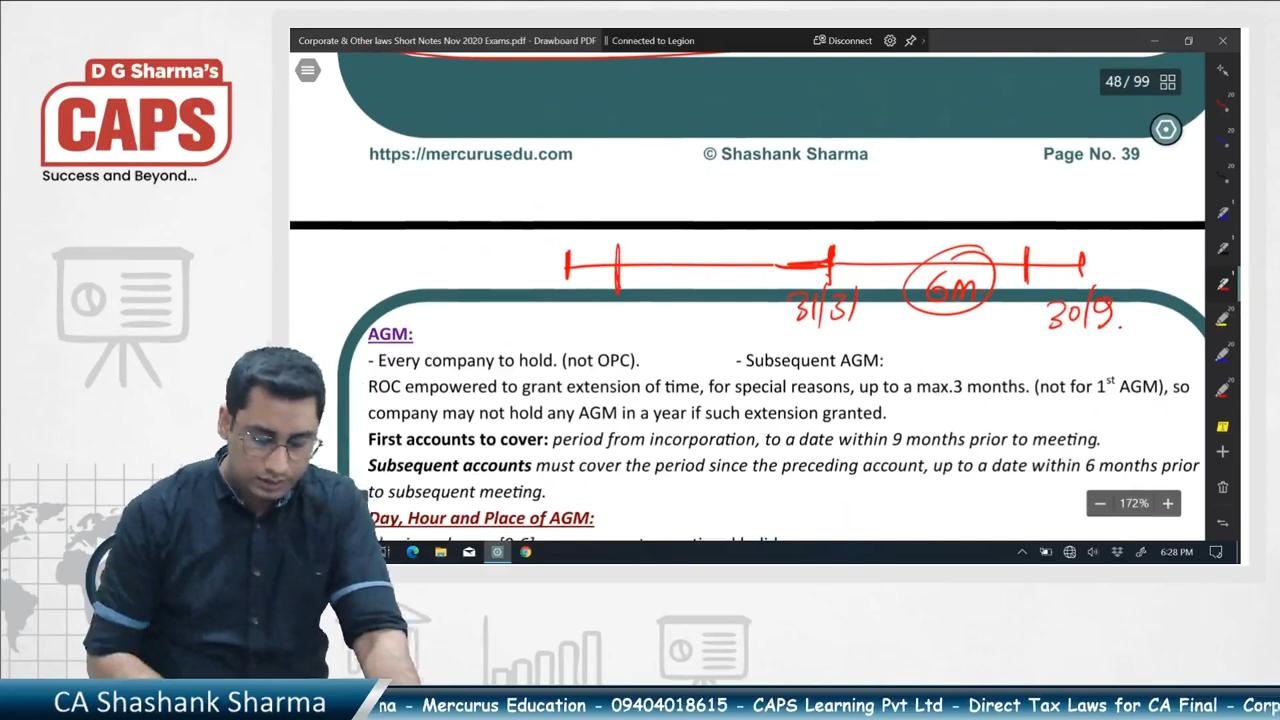 D G Sharma's
CAPS
Success and Beyond...
Corporate & Other laws Short Notes Nov 2020 Exams.pdf - Drawboard PDF
Connected to Legion
Disconnect
48 / 99
https://mercurusedu.com
© Shashank Sharma
Page No. 39
31/31
6m
30/9.
AGM:
- Every company to hold. (not OPC). - Subsequent AGM:
ROC empowered to grant extension of time, for special reasons, up to a max.3 months. (not for 1st AGM), so
company may not hold any AGM in a year if such extension granted.
First accounts to cover: period from incorporation, to a date within 9 months prior to meeting.
Subsequent accounts must cover the period since the preceding account, up to a date within 6 months prior
to subsequent meeting.
Day, Hour and Place of AGM:
172%
6:28 PM
CA Shashank Sharma
na - Mercurus Education - 09404018615 - CAPS Learning Pvt Ltd - Direct Tax Laws for CA Final - Corp